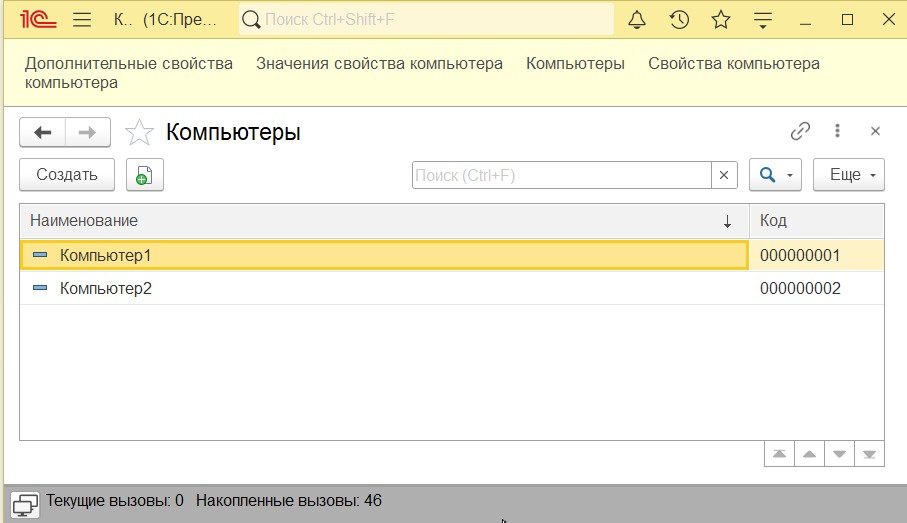 1С К.. (1С:Пре... Поиск Ctrl+Shift+F
Дополнительные свойства Значения свойства компьютера Компьютеры Свойства компьютера
компьютера
Компьютеры
Создать Поиск (Ctrl+F) Еще
Наименование Код
Компьютер1 000000001
Компьютер2 000000002
Текущие вызовы: 0 Накопленные вызовы: 46